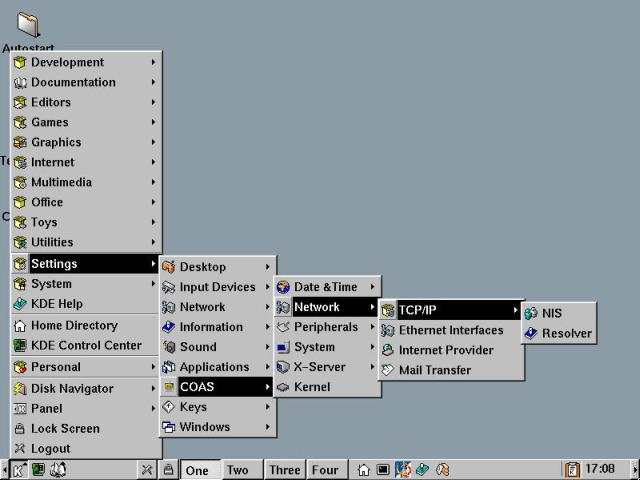 Autostart
Development
Documentation
Editors
Games
Graphics
Internet
Te
Multimedia
Office
C
Toys
Utilities
Settings
System
KDE Help
Home Directory
KDE Control Center
Personal
Disk Navigator
Panel
Lock Screen
Logout
Desktop
Input Devices
Network
Information
Sound
Applications
COAS
Keys
Windows
Date &Time
Network
Peripherals
System
X-Server
Kernel
TCP/IP
Ethernet Interfaces
Internet Provider
Mail Transfer
NIS
Resolver
K
One Two Three Four 17:08